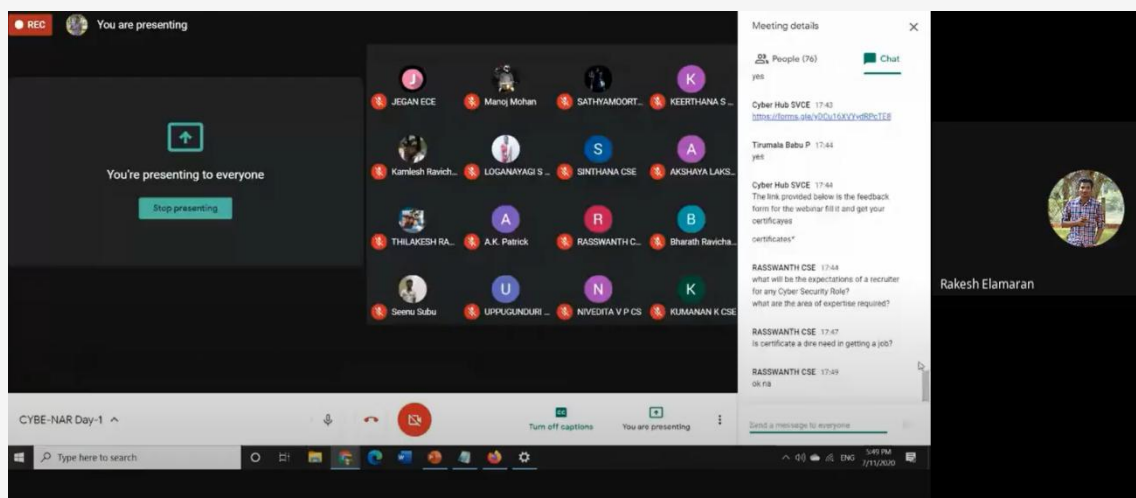 REC
You are presenting
You're presenting to everyone
Stop presenting
J
JEGAN ECE
Manoj Mohan
SATHYAMOORT...
K
KEERTHANA S ...
Kamlesh Ravich...
LOGANAYAGI S ...
S
SINTHANA CSE
A
AKSHAYA LAKS...
THILAKESH RA...
A
A.K. Patrick
R
RASSWANTH C...
B
Bharath Ravicha...
Seenu Subu
U
UPPUGUNDURI ...
N
NIVEDITA V P CS
K
KUMANAN K CSE
Meeting details
People (76)
Chat
yes
Cyber Hub SVCE 17:43
Tirumala Babu P 17:44
yes
Cyber Hub SVCE 17:44
The link provided below is the feedback
form for the webinar fill it and get your
certificayes
certificates*
RASSWANTH CSE 17:44
what will be the expectations of a recruiter
for any Cyber Security Role?
what are the area of expertise required?
RASSWANTH CSE 17:47
Is certificate a dire need in getting a job?
RASSWANTH CSE 17:49
ok na
Send a message to everyone
Rakesh Elamaran
CYBE-NAR Day-1
CC
Turn off captions
You are presenting
Type here to search
ENG
5:49 PM
7/11/2020